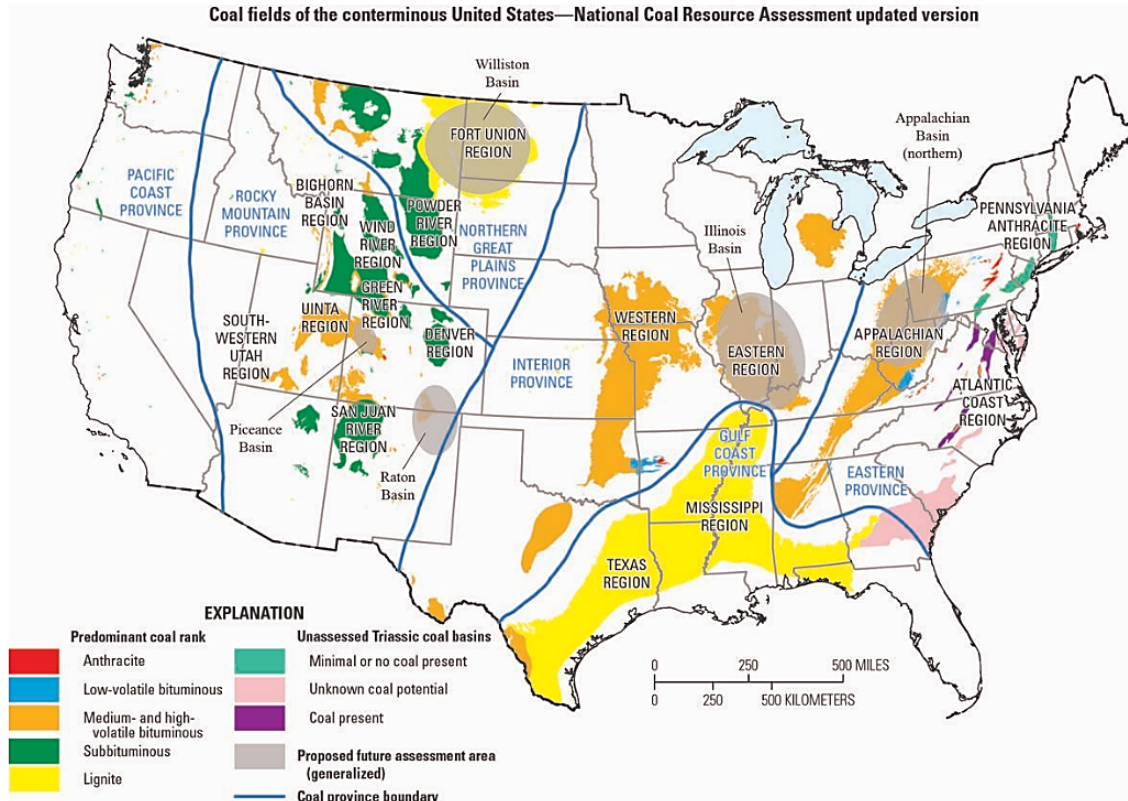 Coal fields of the conterminous United States—National Coal Resource Assessment updated version
Williston
Basin
FORT UNION
REGION
Appalachian
Basin
(northern)
PACIFIC
COAST
PROVINCE
ROCKY
MOUNTAIN
PROVINCE
BIGHORN
BASIN
REGION
POWDER
RIVER
REGION
WIND
RIVER
REGION
NORTHERN
GREAT
PLAINS
PROVINCE
PENNSYLVANIA
ANTHRACITE
REGION
Illinois
Basin
GREEN
RIVER
REGION
UINTA
REGION
SOUTH-
WESTERN
UTAH
REGION
DENVER
REGION
WESTERN
REGION
EASTERN
REGION
APPALACHIAN
REGION
INTERIOR
PROVINCE
ATLANTIC
COAST
REGION
Piceance
Basin
SAN JUAN
RIVER
REGION
Raton
Basin
GULF
COAST
PROVINCE
EASTERN
PROVINCE
MISSISSIPPI
REGION
TEXAS
REGION
EXPLANATION
Predominant coal rank
Anthracite
Low-volatile bituminous
Medium- and high-
volatile bituminous
Subbituminous
Lignite
Unassessed Triassic coal basins
Minimal or no coal present
Unknown coal potential
Coal present
Proposed future assessment area
(generalized)
Coal province boundary
0 250 500 MILES
0 250 500 KILOMETERS